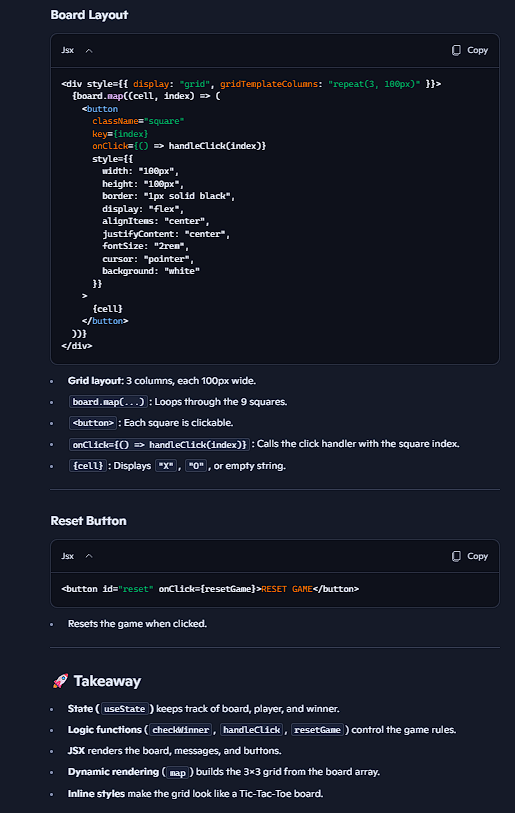 Board Layout
Jsx
Copy
<div style={{ display: "grid", gridTemplateColumns: "repeat(3, 100px)" }}>
  {board.map((cell, index) => (
    <button
      className="square"
      key={index}
      onClick={() => handleClick(index)}
      style={{
        width: "100px",
        height: "100px",
        border: "1px solid black",
        display: "flex",
        alignItems: "center",
        justifyContent: "center",
        fontSize: "2rem",
        cursor: "pointer",
        background: "white"
      }}
    >
      {cell}
    </button>
  ))}
</div>
• Grid layout: 3 columns, each 100px wide.
• board.map(...) : Loops through the 9 squares.
• <button> : Each square is clickable.
• onClick={() => handleClick(index)} : Calls the click handler with the square index.
• {cell} : Displays "X" , "O" , or empty string.
Reset Button
Jsx
Copy
<button id="reset" onClick={resetGame}>RESET GAME</button>
• Resets the game when clicked.
🚀 Takeaway
• State ( useState ) keeps track of board, player, and winner.
• Logic functions ( checkWinner , handleClick , resetGame ) control the game rules.
• JSX renders the board, messages, and buttons.
• Dynamic rendering ( map ) builds the 3×3 grid from the board array.
• Inline styles make the grid look like a Tic-Tac-Toe board.